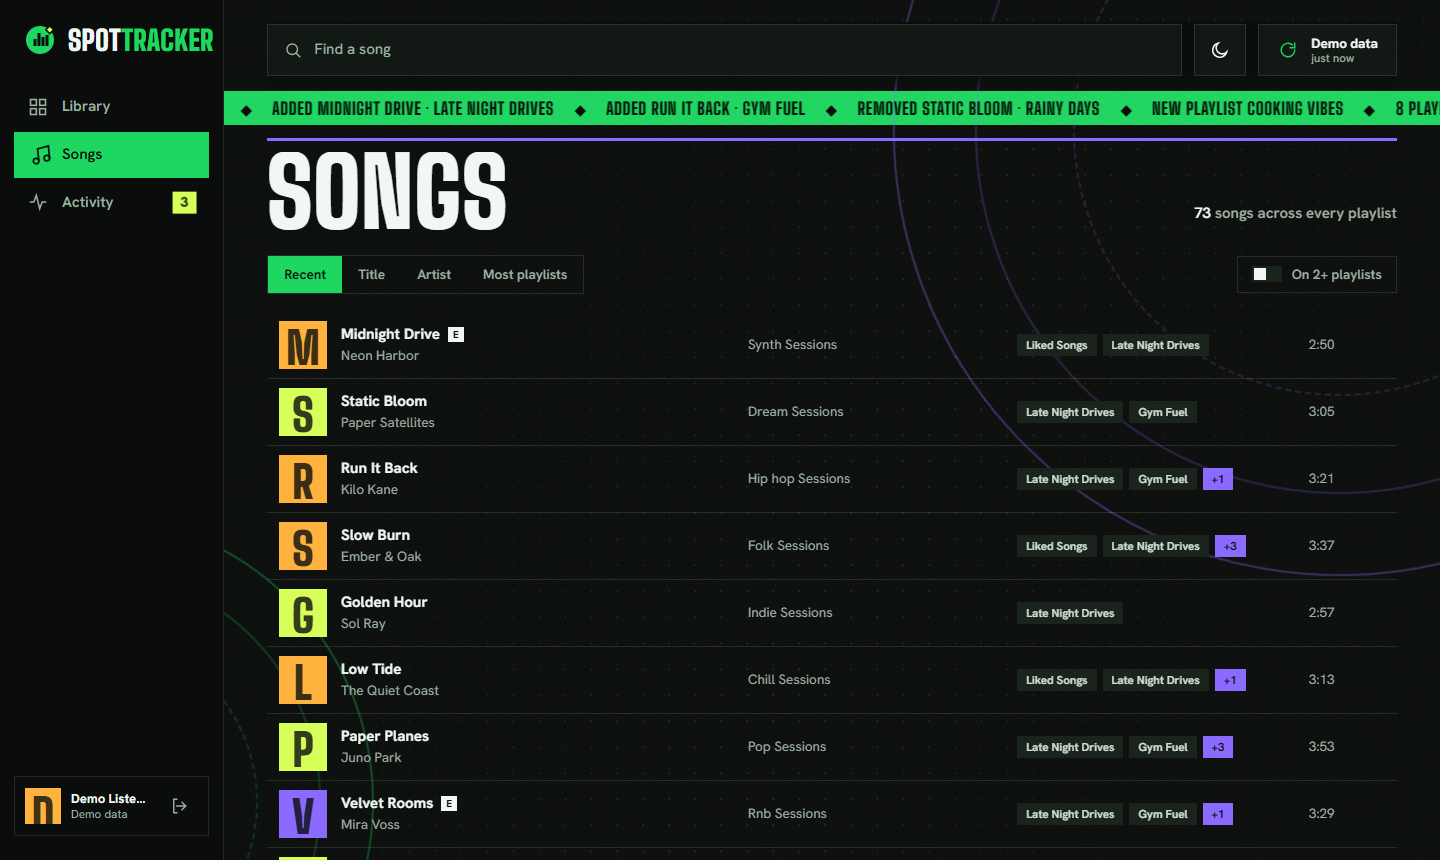 SPOTTRACKER
Library
Songs
Activity 3
Demo Liste...
Demo data
Find a song
Demo data
just now
◆ ADDED MIDNIGHT DRIVE · LATE NIGHT DRIVES ◆ ADDED RUN IT BACK · GYM FUEL ◆ REMOVED STATIC BLOOM · RAINY DAYS ◆ NEW PLAYLIST COOKING VIBES ◆ 8 PLAY
SONGS
73 songs across every playlist
Recent Title Artist Most playlists
On 2+ playlists
M Midnight Drive E
Neon Harbor
Synth Sessions
Liked Songs Late Night Drives
2:50
S Static Bloom
Paper Satellites
Dream Sessions
Late Night Drives Gym Fuel
3:05
R Run It Back
Kilo Kane
Hip hop Sessions
Late Night Drives Gym Fuel +1
3:21
S Slow Burn
Ember & Oak
Folk Sessions
Liked Songs Late Night Drives +3
3:37
G Golden Hour
Sol Ray
Indie Sessions
Late Night Drives
2:57
L Low Tide
The Quiet Coast
Chill Sessions
Liked Songs Late Night Drives +1
3:13
P Paper Planes
Juno Park
Pop Sessions
Late Night Drives Gym Fuel +3
3:53
V Velvet Rooms E
Mira Voss
Rnb Sessions
Late Night Drives Gym Fuel +1
3:29